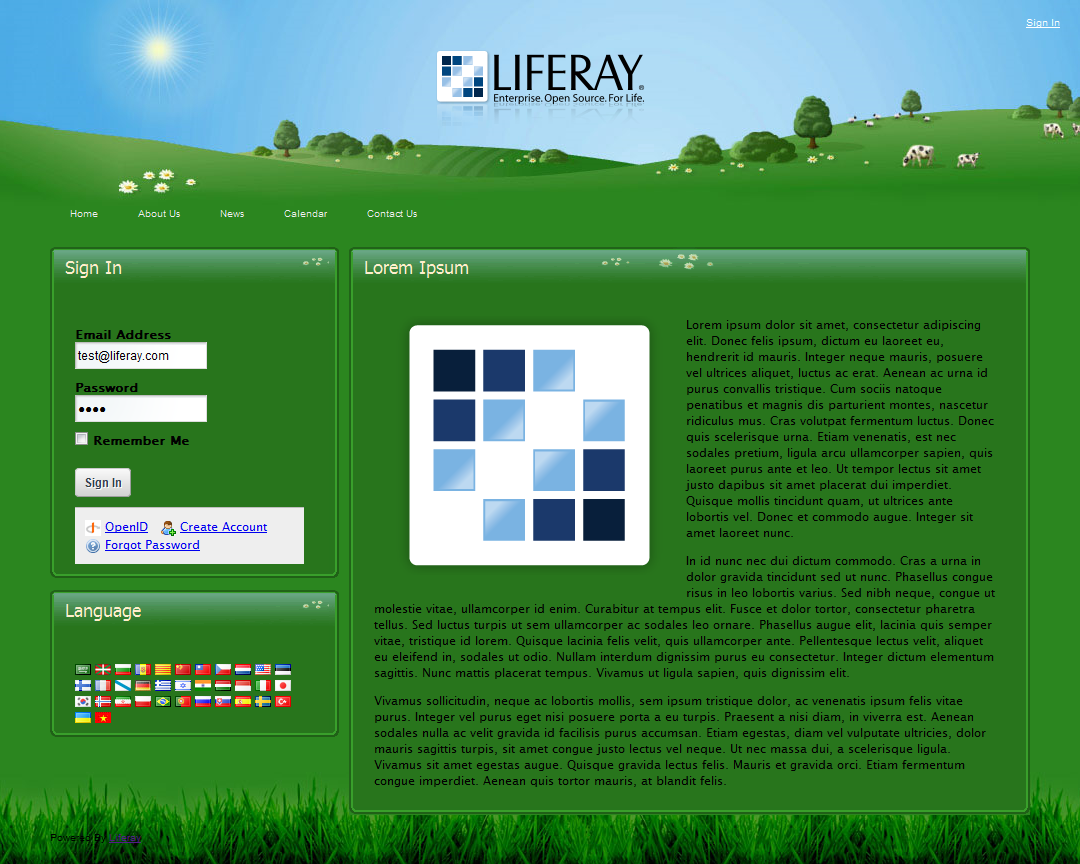 Sign In
LIFERAY®
Enterprise. Open Source. For Life.
Home About Us News Calendar Contact Us
Sign In
Email Address
test@liferay.com
Password
Remember Me
Sign In
OpenID Create Account
Forgot Password
Language
Lorem Ipsum
Lorem ipsum dolor sit amet, consectetur adipiscing
elit. Donec felis ipsum, dictum eu laoreet eu,
hendrerit id mauris. Integer neque mauris, posuere
vel ultrices aliquet, luctus ac erat. Aenean ac urna id
purus convallis tristique. Cum sociis natoque
penatibus et magnis dis parturient montes, nascetur
ridiculus mus. Cras volutpat fermentum luctus. Donec
quis scelerisque urna. Etiam venenatis, est nec
sodales pretium, ligula arcu ullamcorper sapien, quis
laoreet purus ante et leo. Ut tempor lectus sit amet
justo dapibus sit amet placerat dui imperdiet.
Quisque mollis tincidunt quam, ut ultrices ante
lobortis vel. Donec et commodo augue. Integer sit
amet laoreet nunc.
In id nunc nec dui dictum commodo. Cras a urna in
dolor gravida tincidunt sed ut nunc. Phasellus congue
risus in leo lobortis varius. Sed nibh neque, congue ut
molestie vitae, ullamcorper id enim. Curabitur at tempus elit. Fusce et dolor tortor, consectetur pharetra
tellus. Sed luctus turpis ut sem ullamcorper ac sodales leo ornare. Phasellus augue elit, lacinia quis semper
vitae, tristique id lorem. Quisque lacinia felis velit, quis ullamcorper ante. Pellentesque lectus velit, aliquet
eu eleifend in, sodales ut odio. Nullam interdum dignissim purus eu consectetur. Integer dictum elementum
sagittis. Nunc mattis placerat tempus. Vivamus ut ligula sapien, quis dignissim elit.
Vivamus sollicitudin, neque ac lobortis mollis, sem ipsum tristique dolor, ac venenatis ipsum felis vitae
purus. Integer vel purus eget nisi posuere porta a eu turpis. Praesent a nisi diam, in viverra est. Aenean
sodales nulla ac velit gravida id facilisis purus accumsan. Etiam egestas, diam vel vulputate ultricies, dolor
mauris sagittis turpis, sit amet congue justo lectus vel neque. Ut nec massa dui, a scelerisque ligula.
Vivamus sit amet egestas augue. Quisque gravida lectus felis. Mauris et gravida orci. Etiam fermentum
congue imperdiet. Aenean quis tortor mauris, at blandit felis.
Powered By Liferay